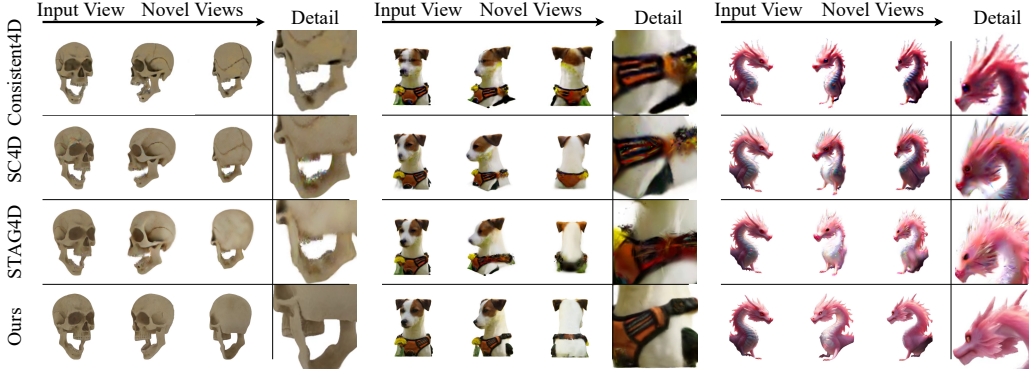 Input View Novel Views Detail Input View Novel Views Detail Input View Novel Views Detail
Consistent4D
SC4D
STAG4D
Ours